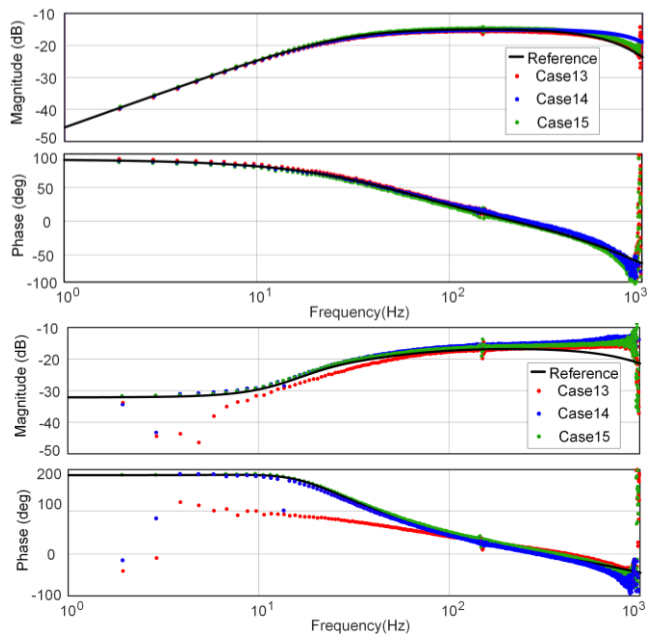 -10
-20
-30
-40
-50
Magnitude (dB)
Reference
Case13
Case14
Case15
100
50
0
-50
-100
Phase (deg)
10^0
10^1
10^2
10^3
Frequency(Hz)
-10
-20
-30
-40
-50
Magnitude (dB)
Reference
Case13
Case14
Case15
200
100
0
-100
Phase (deg)
10^0
10^1
10^2
10^3
Frequency(Hz)